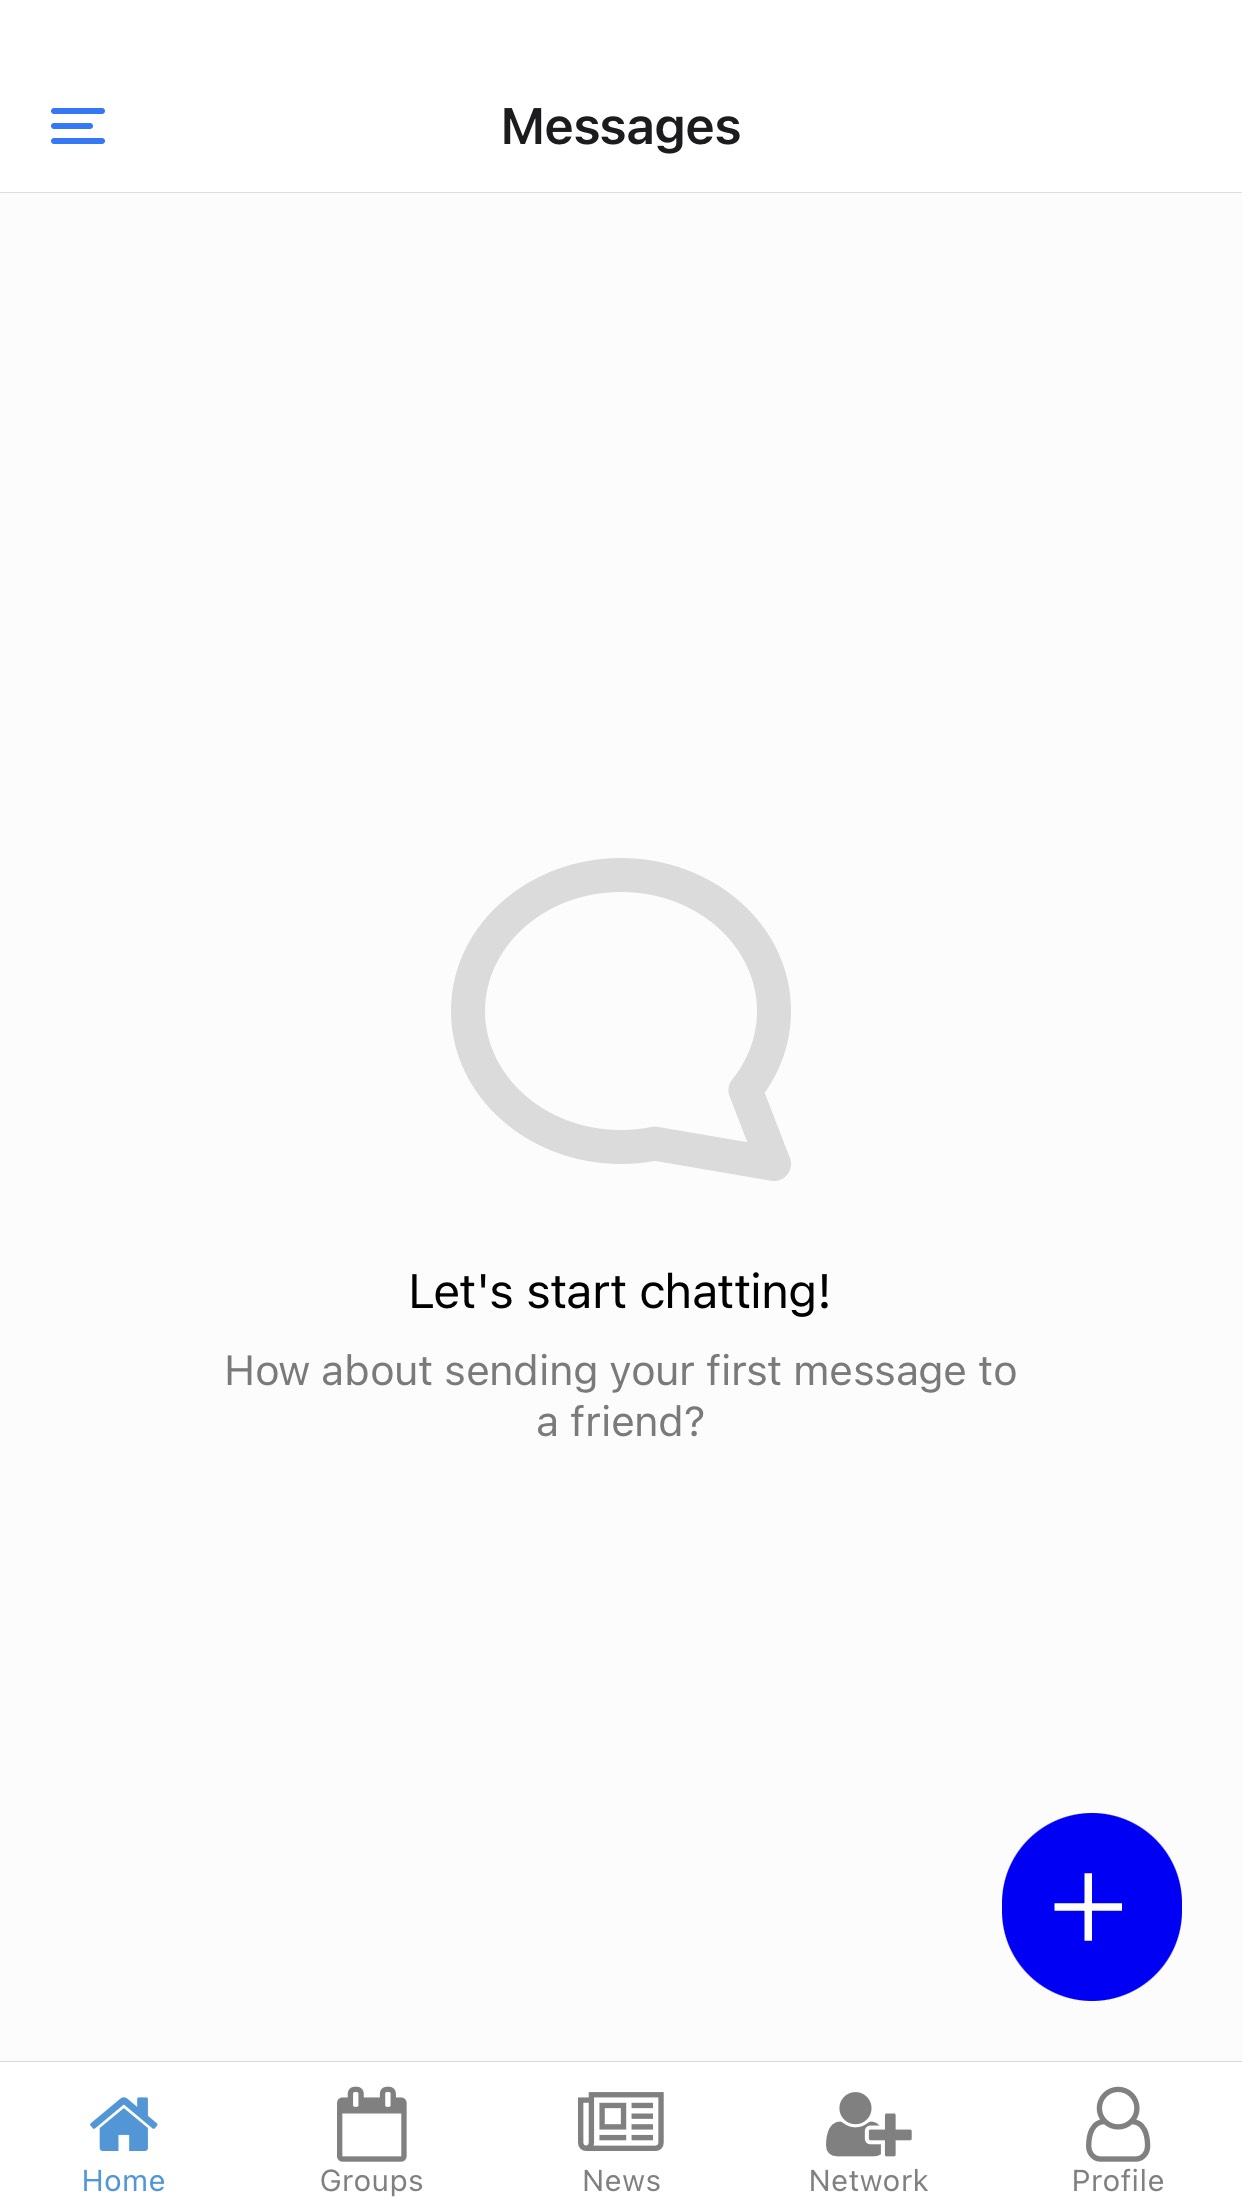 Messages
Let's start chatting!
How about sending your first message to
a friend?
Home
Groups
News
Network
Profile